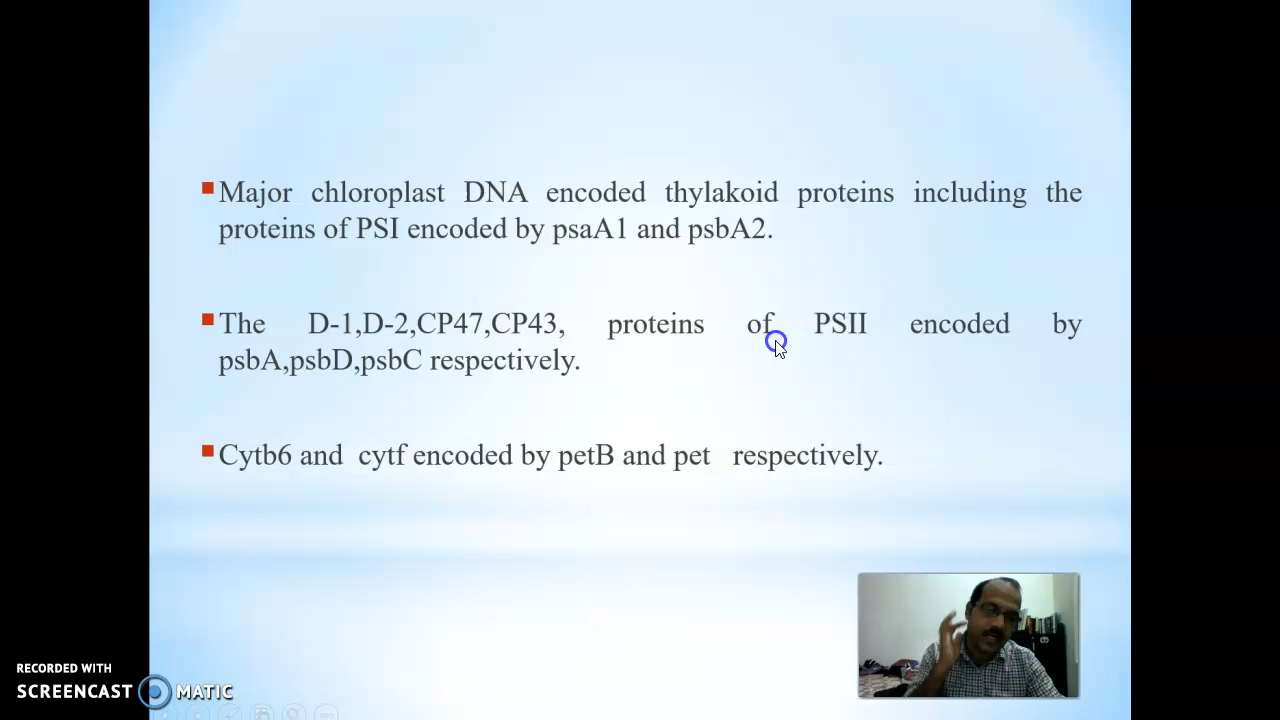 Major chloroplast DNA encoded thylakoid proteins including the
proteins of PSI encoded by psaA1 and psbA2.
The D-1,D-2,CP47,CP43, proteins of PSII encoded by
psbA,psbD,psbC respectively.
Cytb6 and cytf encoded by petB and pet respectively.
RECORDED WITH
SCREENCAST MATIC